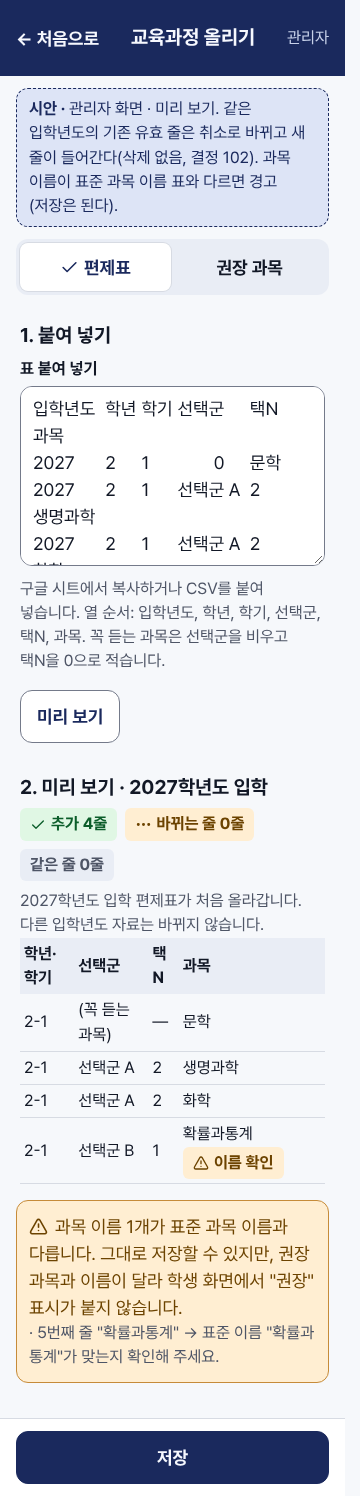 ← 처음으로 교육과정 올리기 관리자
시안 · 관리자 화면 · 미리 보기. 같은
입학년도의 기존 유효 줄은 취소로 바뀌고 새
줄이 들어간다(삭제 없음, 결정 102). 과목
이름이 표준 과목 이름 표와 다르면 경고
(저장은 된다).
편제표 권장 과목
1. 붙여 넣기
표 붙여 넣기
입학년도 학년 학기 선택군 택N
과목
2027 2 1 0 문학
2027 2 1 선택군 A 2
생명과학
2027 2 1 선택군 A 2
구글 시트에서 복사하거나 CSV를 붙여
넣습니다. 열 순서: 입학년도, 학년, 학기, 선택군,
택N, 과목. 꼭 듣는 과목은 선택군을 비우고
택N을 0으로 적습니다.
미리 보기
2. 미리 보기 · 2027학년도 입학
추가 4줄 바뀌는 줄 0줄
같은 줄 0줄
2027학년도 입학 편제표가 처음 올라갑니다.
다른 입학년도 자료는 바뀌지 않습니다.
학년· 택
학기 선택군 N 과목
(꼭 듣는
2-1 과목) — 문학
2-1 선택군 A 2 생명과학
2-1 선택군 A 2 화학
2-1 선택군 B 1 확률과통계
이름 확인
과목 이름 1개가 표준 과목 이름과
다릅니다. 그대로 저장할 수 있지만, 권장
과목과 이름이 달라 학생 화면에서 "권장"
표시가 붙지 않습니다.
· 5번째 줄 "확률과통계" → 표준 이름 "확률과
통계"가 맞는지 확인해 주세요.
저장